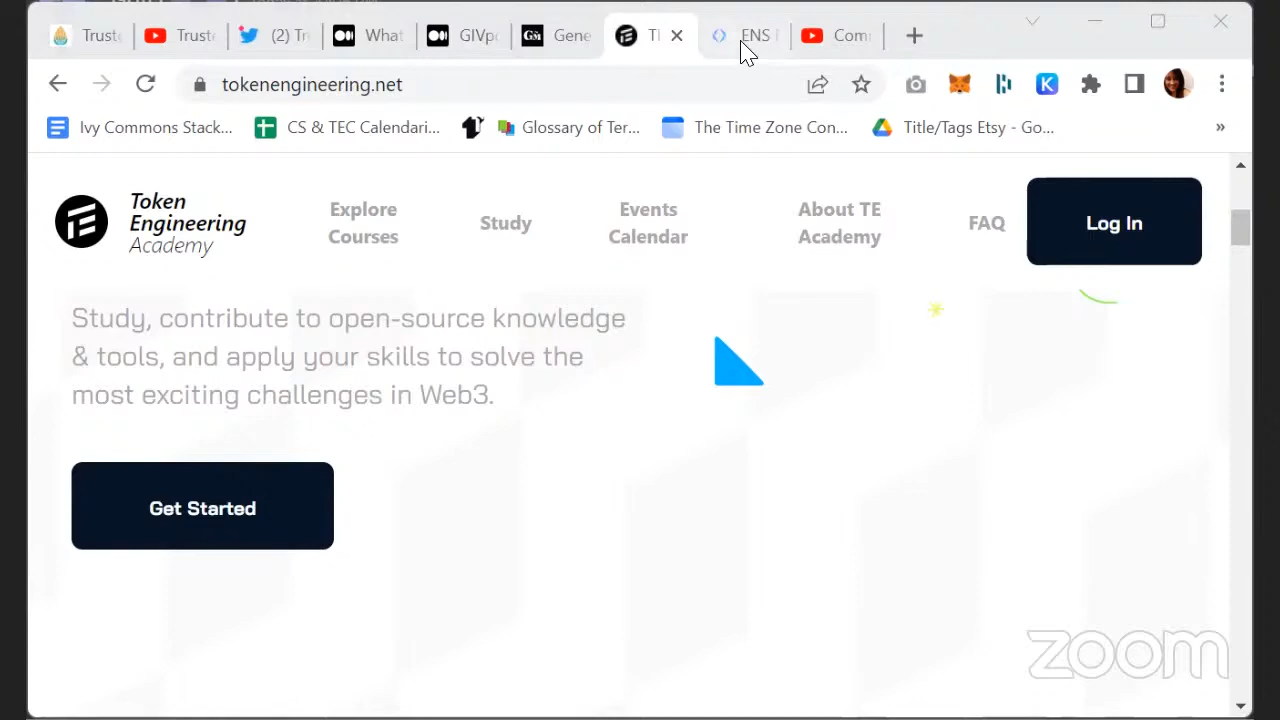 Truste
Truste
(2) Tr
What
GIVp
Gene
ENS
Com
tokenengineering.net
Ivy Commons Stack...
CS & TEC Calendari...
Glossary of Ter...
The Time Zone Con...
Title/Tags Etsy - Go...
»
Token
Engineering
Academy
Explore
Courses
Study
Events
Calendar
About TE
Academy
FAQ
Log In
Study, contribute to open-source knowledge
& tools, and apply your skills to solve the
most exciting challenges in Web3.
Get Started
zoom